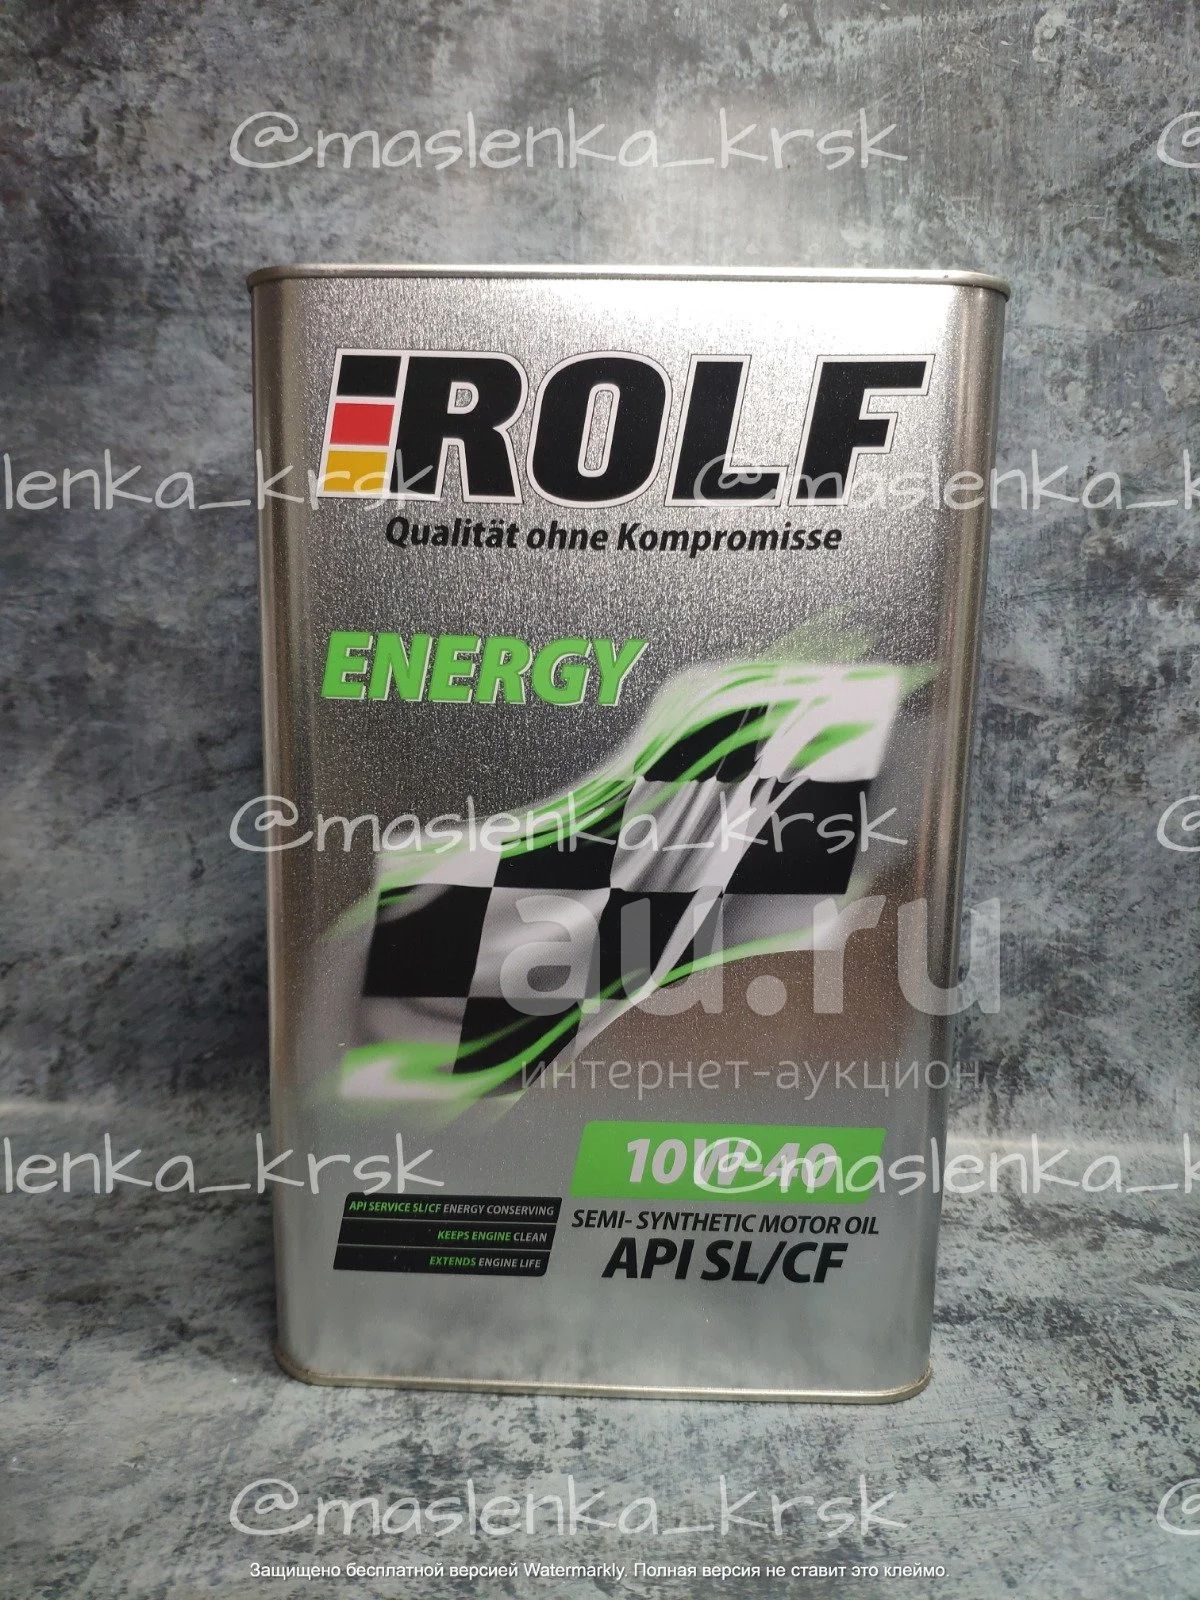 @maslenka_krsk
ROLF
lenka_krsk
@maslenka_k
Qualität ohne Kompromisse
ENERGY
@maslenka_krsk
au.ru
интернет-аукцион
10W-40
lenka_krsk
@maslenka_k
API SERVICE SL/CF ENERGY CONSERVING
KEEPS ENGINE CLEAN
EXTENDS ENGINE LIFE
SEMI- SYNTHETIC MOTOR OIL
API SL/CF
@maslenka_krsk
Защищено бесплатной версией Watermarkly. Полная версия не ставит это клеймо.